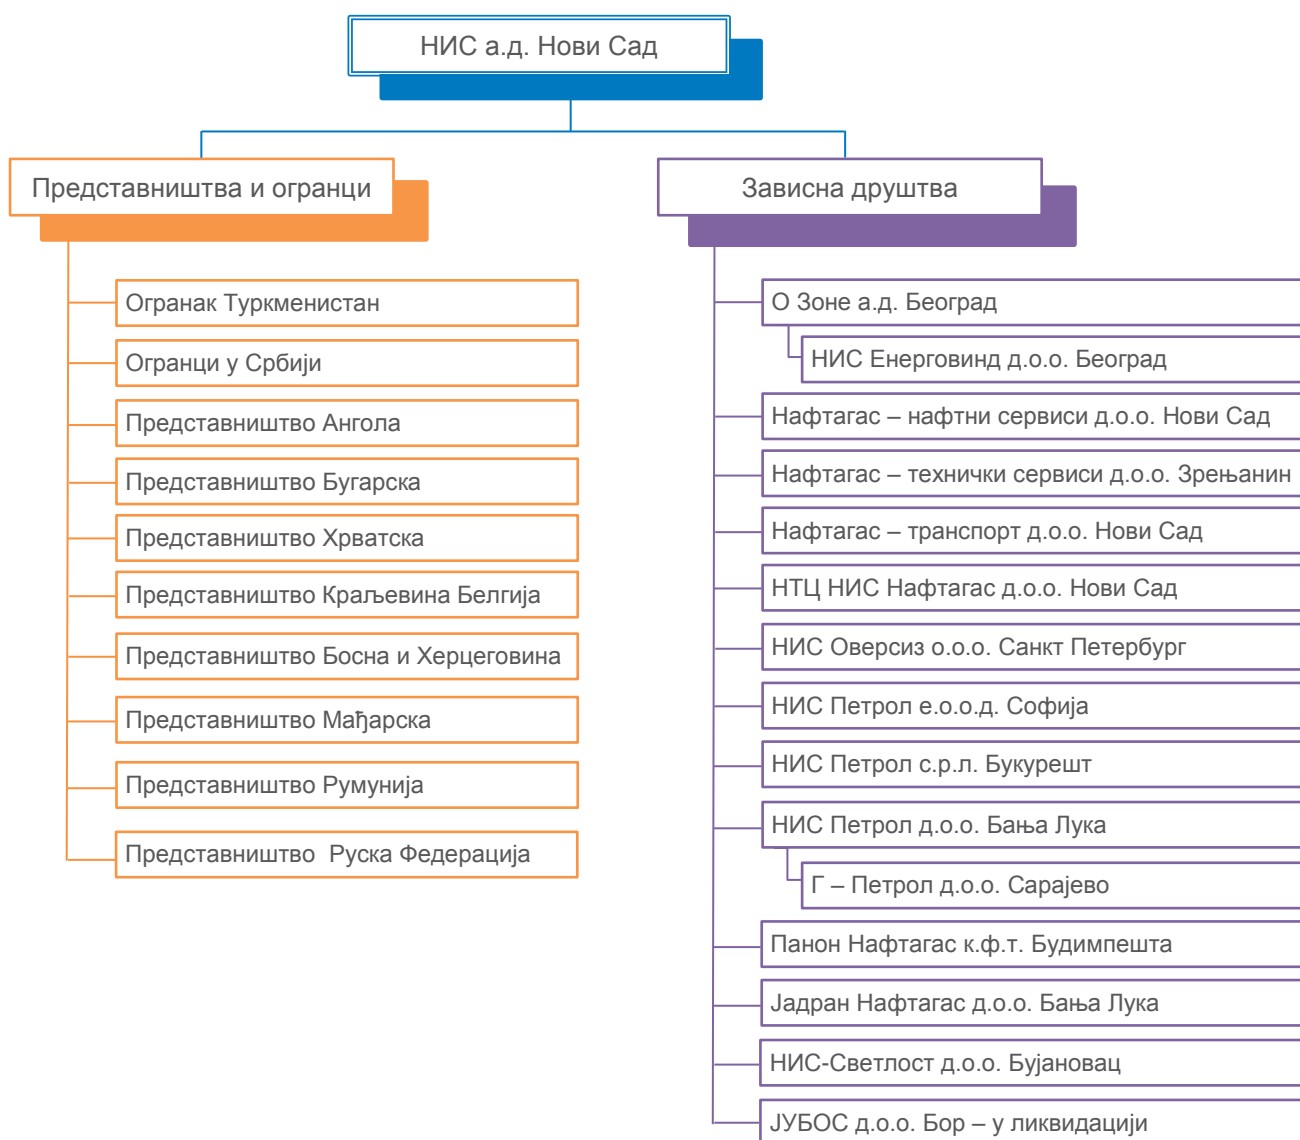 НИС а.д. Нови Сад
Представништва и огранци
Огранак Туркменистан
Огранци у Србији
Представништво Ангола
Представништво Бугарска
Представништво Хрватска
Представништво Краљевина Белгија
Представништво Босна и Херцеговина
Представништво Мађарска
Представништво Румунија
Представништво Руска Федерација
Зависна друштва
О Зоне а.д. Београд
НИС Енерговинд д.о.о. Београд
Нафтагас – нафтни сервиси д.о.о. Нови Сад
Нафтагас – технички сервиси д.о.о. Зрењанин
Нафтагас – транспорт д.о.о. Нови Сад
НТЦ НИС Нафтагас д.о.о. Нови Сад
НИС Оверсиз о.о.о. Санкт Петербург
НИС Петрол е.о.о.д. Софија
НИС Петрол с.р.л. Букурешт
НИС Петрол д.о.о. Бања Лука
Г – Петрол д.о.о. Сарајево
Панон Нафтагас к.ф.т. Будимпешта
Јадран Нафтагас д.о.о. Бања Лука
НИС-Светлост д.о.о. Бујановац
ЈУБОС д.о.о. Бор – у ликвидацији